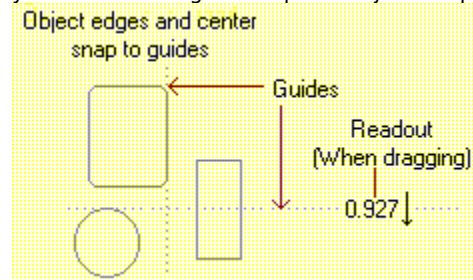 Object edges and center
snap to guides
Guides
Readout
(When dragging)
0.927